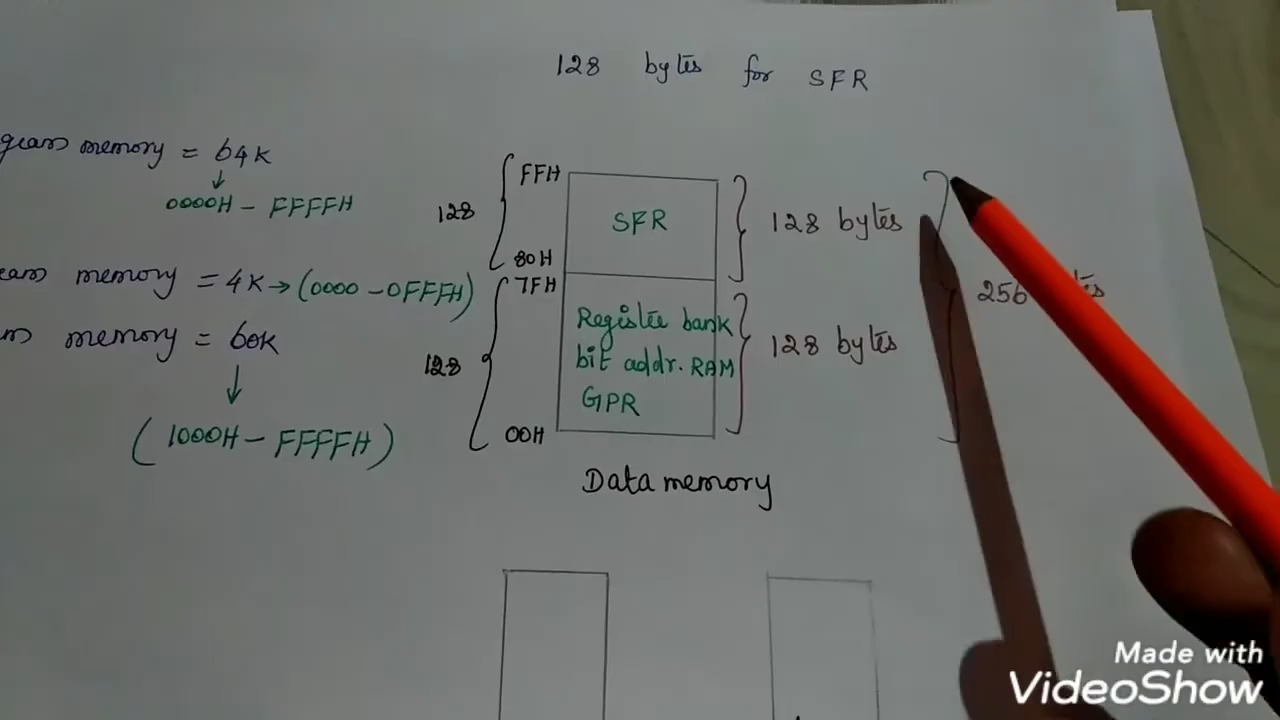 128 bytes for SFR
memory = 64K
0000H - FFFFH
memory = 4K → (0000 - 0FFFH)
memory = 60K
(1000H - FFFFH)
128 { FFH
80H
SFR
} 128 bytes
128 { 7FH
00H
Register bank
bit addr. RAM
GPR
} 128 bytes
Data memory
Made with
VideoShow